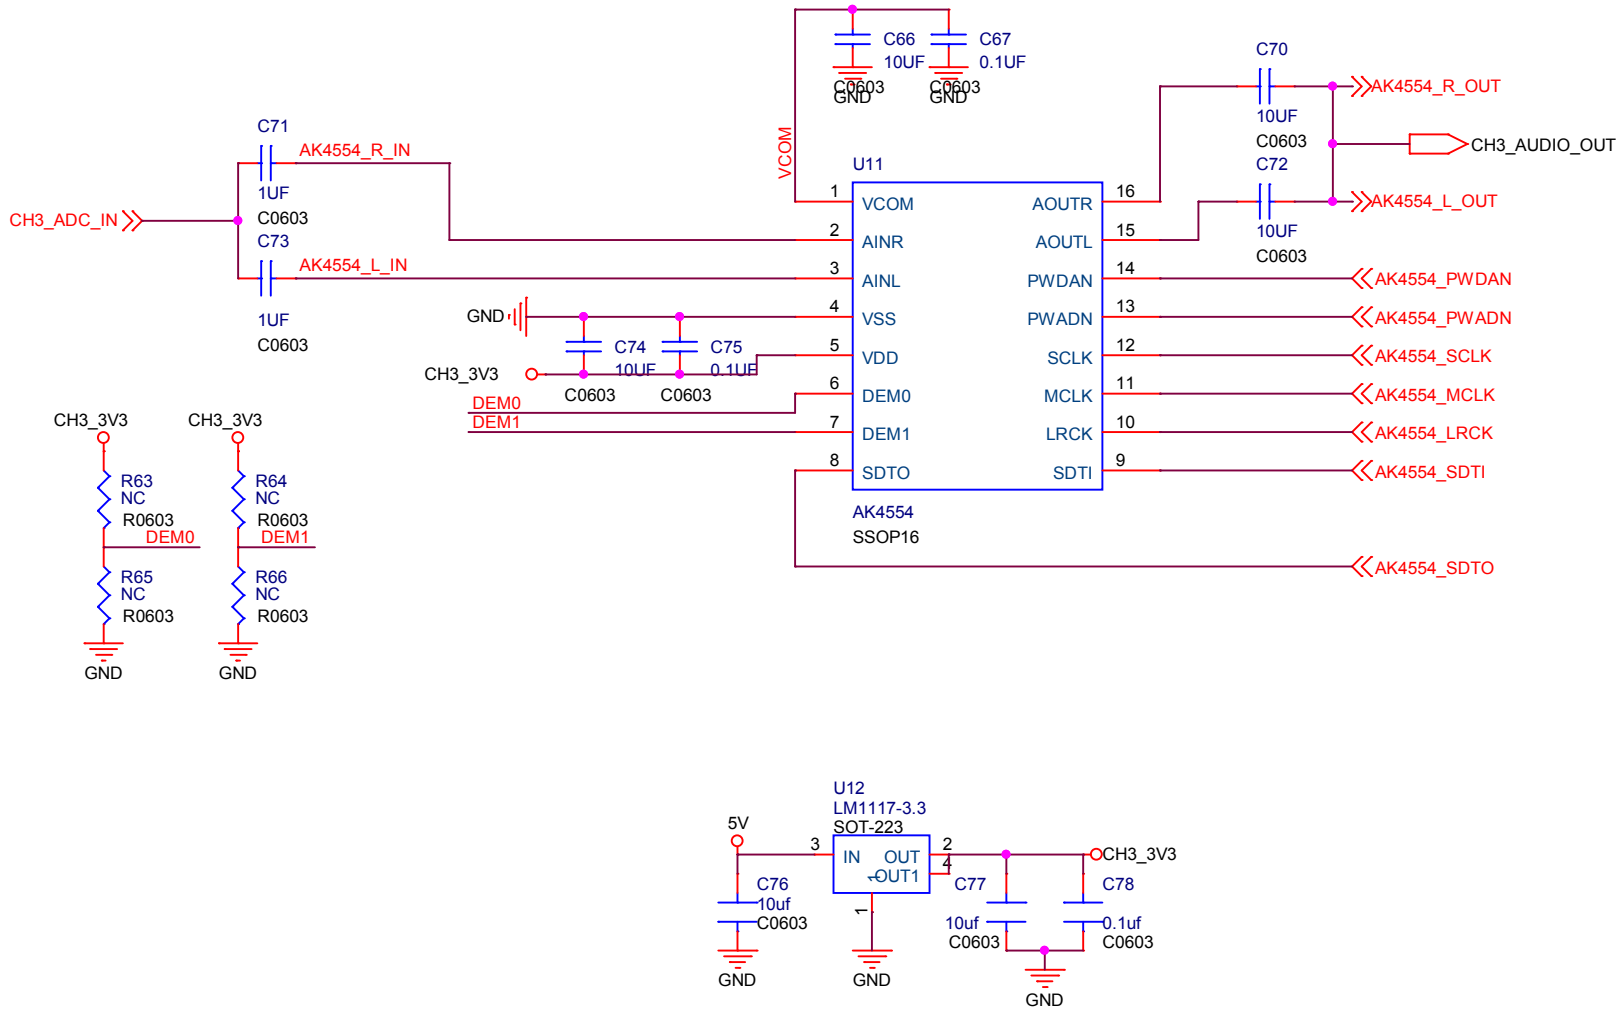 C66
10UF
C0603
GND
C67
0.1UF
C0603
GND
VCOM
C70
10UF
C0603
AK4554_R_OUT
CH3_AUDIO_OUT
C72
10UF
C0603
AK4554_L_OUT
C71
AK4554_R_IN
1UF
C0603
CH3_ADC_IN
C73
AK4554_L_IN
1UF
C0603
U11
1 VCOM AOUTR 16
2 AINR AOUTL 15
3 AINL PWDAN 14
4 VSS PWADN 13
5 VDD SCLK 12
6 DEM0 MCLK 11
7 DEM1 LRCK 10
8 SDTO SDTI 9
AK4554
SSOP16
AK4554_PWDAN
AK4554_PWADN
AK4554_SCLK
AK4554_MCLK
AK4554_LRCK
AK4554_SDTI
AK4554_SDTO
GND
C74
10UF
C0603
C75
0.1UF
C0603
CH3_3V3
DEM0
DEM1
CH3_3V3
R63
NC
R0603
DEM0
R65
NC
R0603
GND
CH3_3V3
R64
NC
R0603
DEM1
R66
NC
R0603
GND
U12
LM1117-3.3
SOT-223
5V
3 IN OUT 2
OUT1 4
1
1
C76
10uf
C0603
GND
GND
CH3_3V3
C77
10uf
C0603
C78
0.1uf
C0603
GND